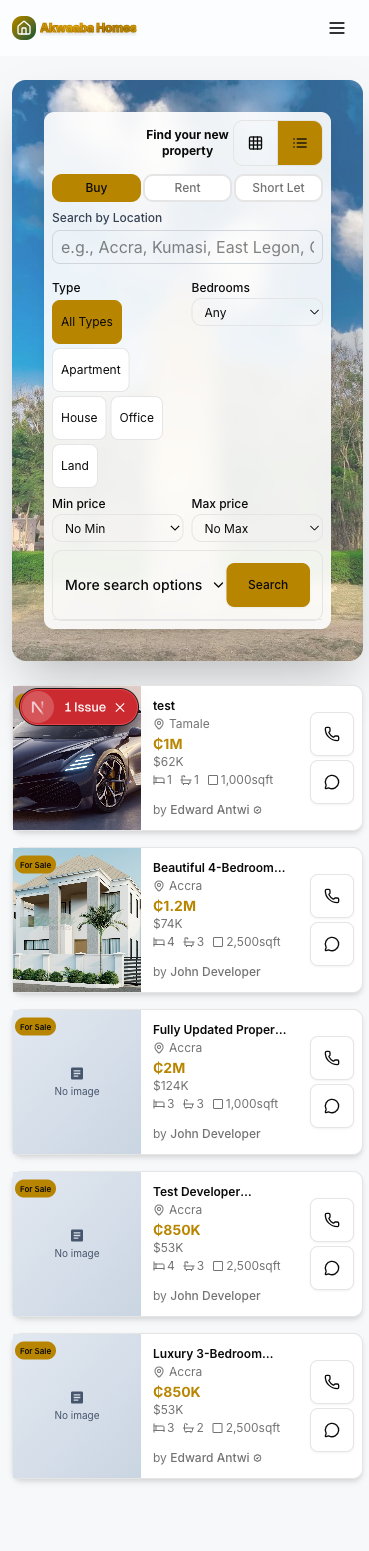 Akwaaba Homes
Find your new
property
Buy
Rent
Short Let
Search by Location
e.g., Accra, Kumasi, East Legon, C
Type
Bedrooms
All Types
Any
Apartment
House
Office
Land
Min price
Max price
No Min
No Max
More search options
Search
N
1 Issue
test
Tamale
₵1M
$62K
1 1 1,000sqft
by Edward Antwi
For Sale
Beautiful 4-Bedroom...
Accra
₵1.2M
$74K
4 3 2,500sqft
by John Developer
For Sale
No image
Fully Updated Proper...
Accra
₵2M
$124K
3 3 1,000sqft
by John Developer
For Sale
No image
Test Developer...
Accra
₵850K
$53K
4 3 2,500sqft
by John Developer
For Sale
No image
Luxury 3-Bedroom...
Accra
₵850K
$53K
3 2 2,500sqft
by Edward Antwi